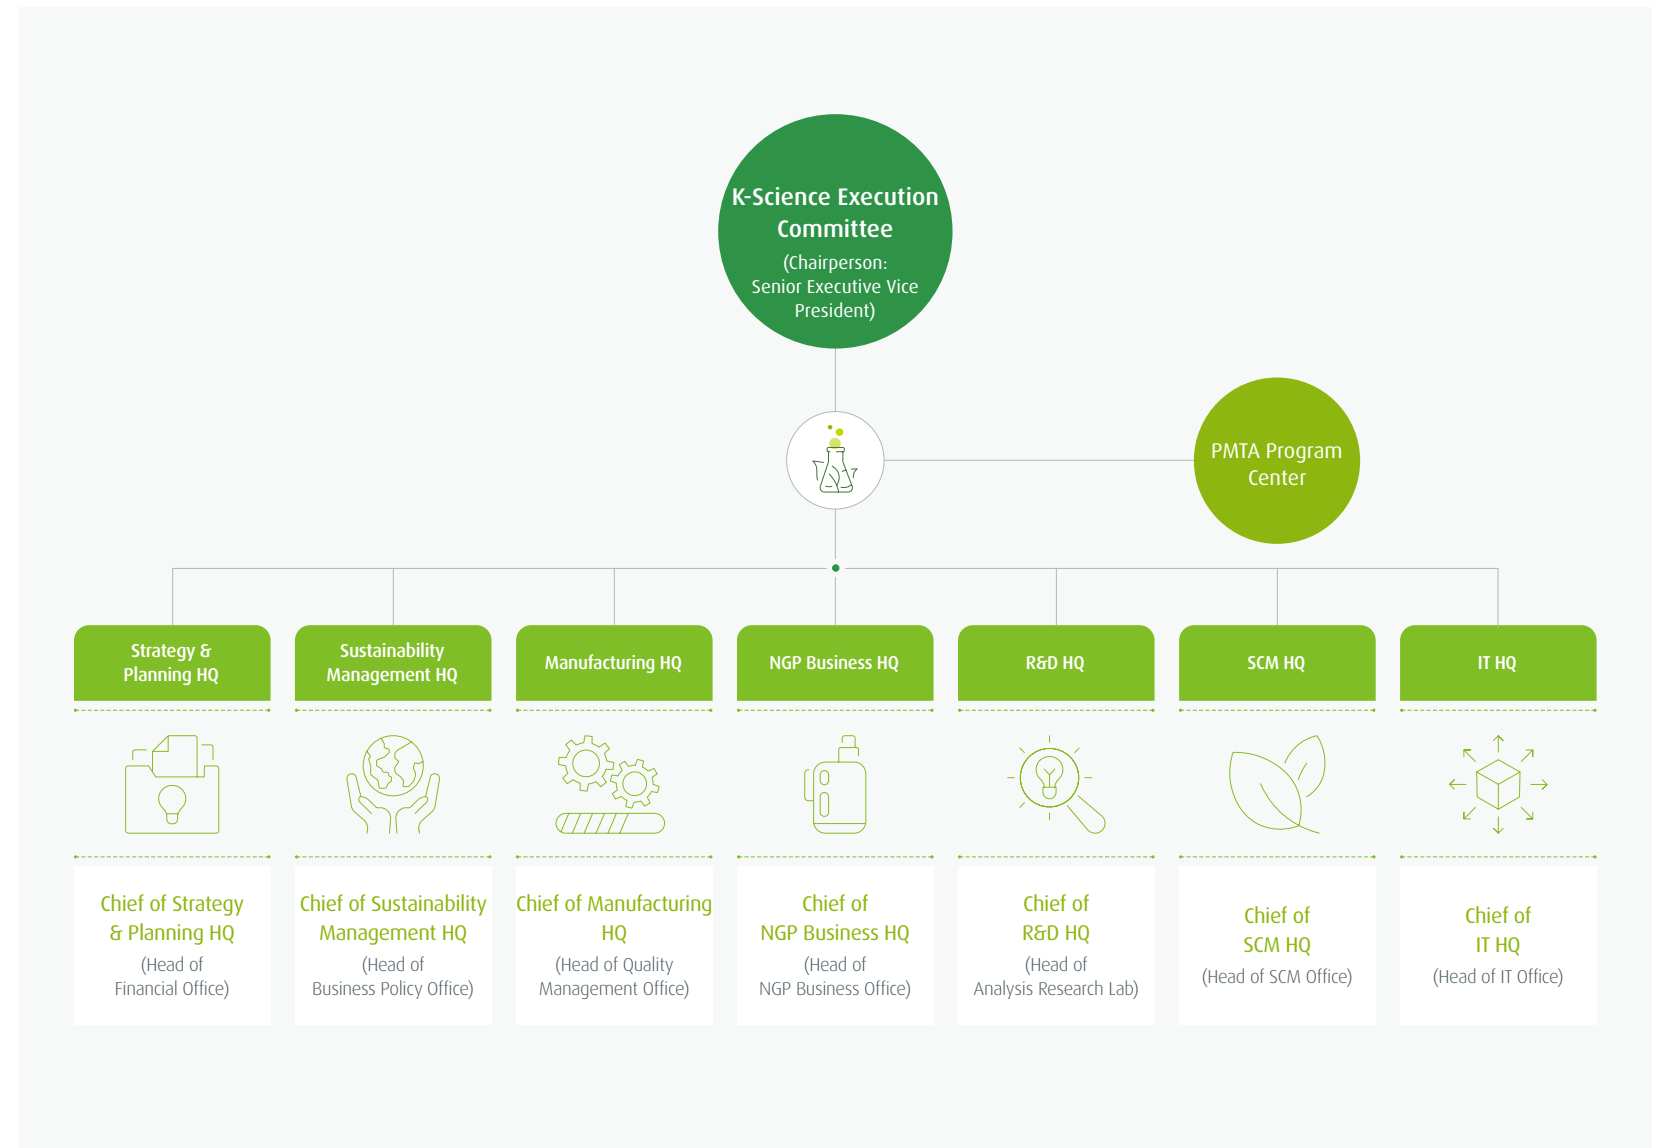 K-Science Execution
Committee
(Chairperson:
Senior Executive Vice
President)
PMTA Program
Center
Strategy &
Planning HQ
Sustainability
Management HQ
Manufacturing HQ
NGP Business HQ
R&D HQ
SCM HQ
IT HQ
Chief of Strategy
& Planning HQ
(Head of
Financial Office)
Chief of Sustainability
Management HQ
(Head of
Business Policy Office)
Chief of Manufacturing
HQ
(Head of Quality
Management Office)
Chief of
NGP Business HQ
(Head of
NGP Business Office)
Chief of
R&D HQ
(Head of
Analysis Research Lab)
Chief of
SCM HQ
(Head of SCM Office)
Chief of
IT HQ
(Head of IT Office)